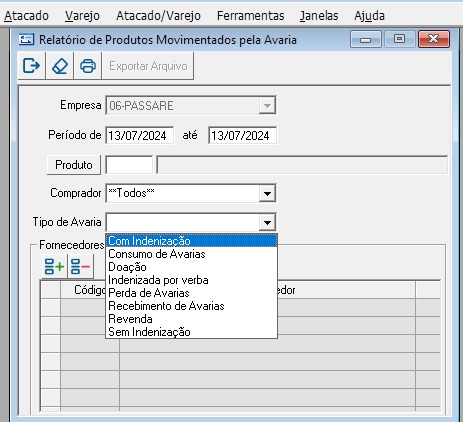 Atacado Varejo Atacado/Varejo Ferramentas Janelas Ajuda
Relatório de Produtos Movimentados pela Avaria
Exportar Arquivo
Empresa 06-PASSARE
Período de 13/07/2024 até 13/07/2024
Produto
Comprador **Todos**
Tipo de Avaria
Com Indenização
Fornecedores
Consumo de Avarias
Doação
Indenizada por verba
Perda de Avarias
Recebimento de Avarias
Revenda
Sem Indenização
Código edor